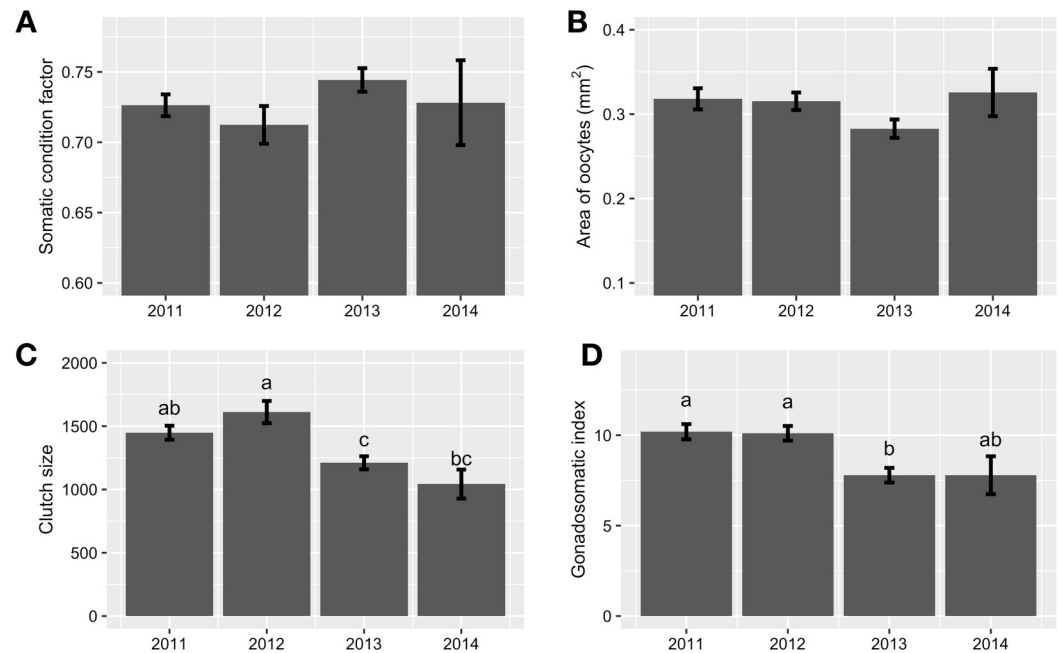 A
Somatic condition factor
0.75
0.70
0.65
0.60
2011 2012 2013 2014
B
Area of oocytes (mm²)
0.4
0.3
0.2
0.1
2011 2012 2013 2014
C
Clutch size
2000
1500
1000
500
0
ab a c bc
2011 2012 2013 2014
D
Gonadosomatic index
10
5
0
a a b ab
2011 2012 2013 2014